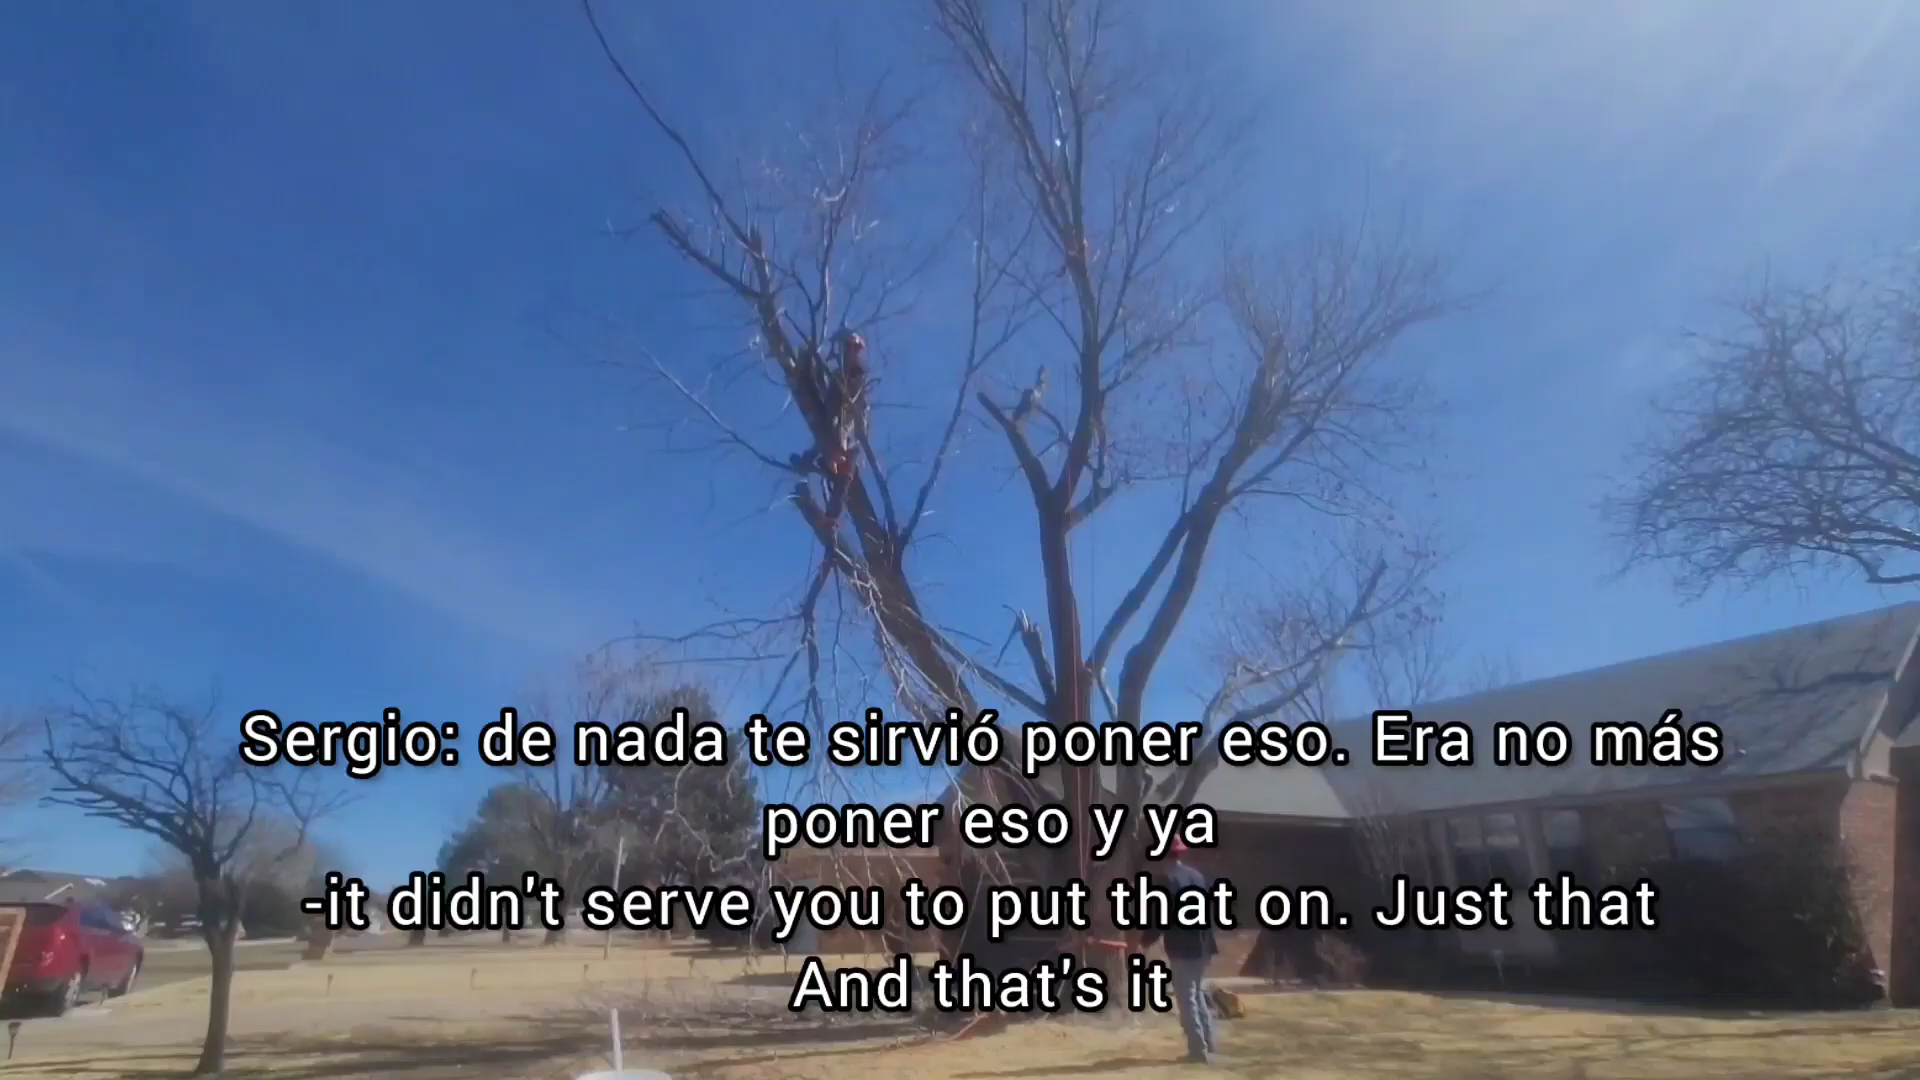 Sergio: de nada te sirvió poner eso. Era no más
poner eso y ya
-it didn't serve you to put that on. Just that
And that's it